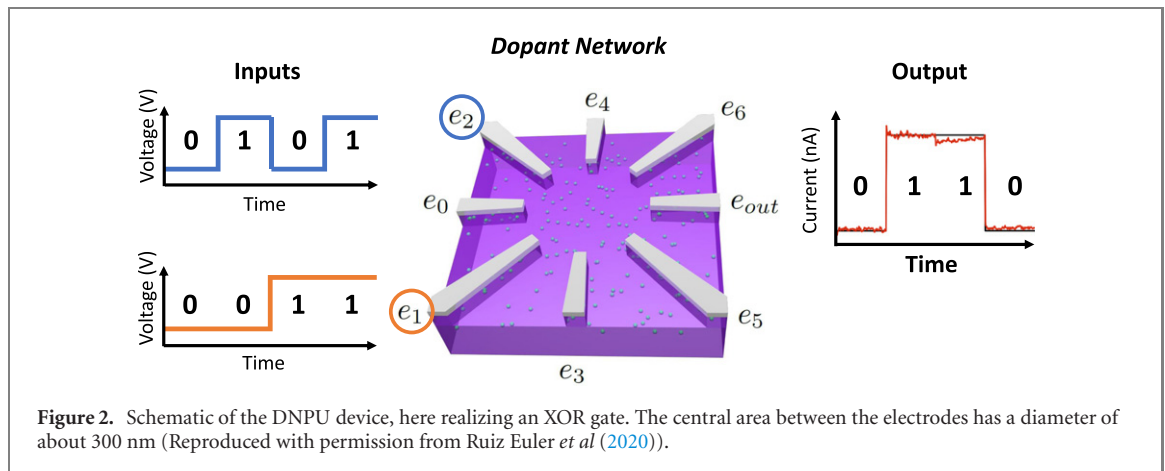 Dopant Network
Inputs
Output
Voltage (V)
0 1 0 1
Time
Voltage (V)
0 0 1 1
Time
e2
e4
e6
e0
eout
e1
e5
e3
Current (nA)
0 1 1 0
Time
Figure 2. Schematic of the DNPU device, here realizing an XOR gate. The central area between the electrodes has a diameter of
about 300 nm (Reproduced with permission from Ruiz Euler et al (2020)).